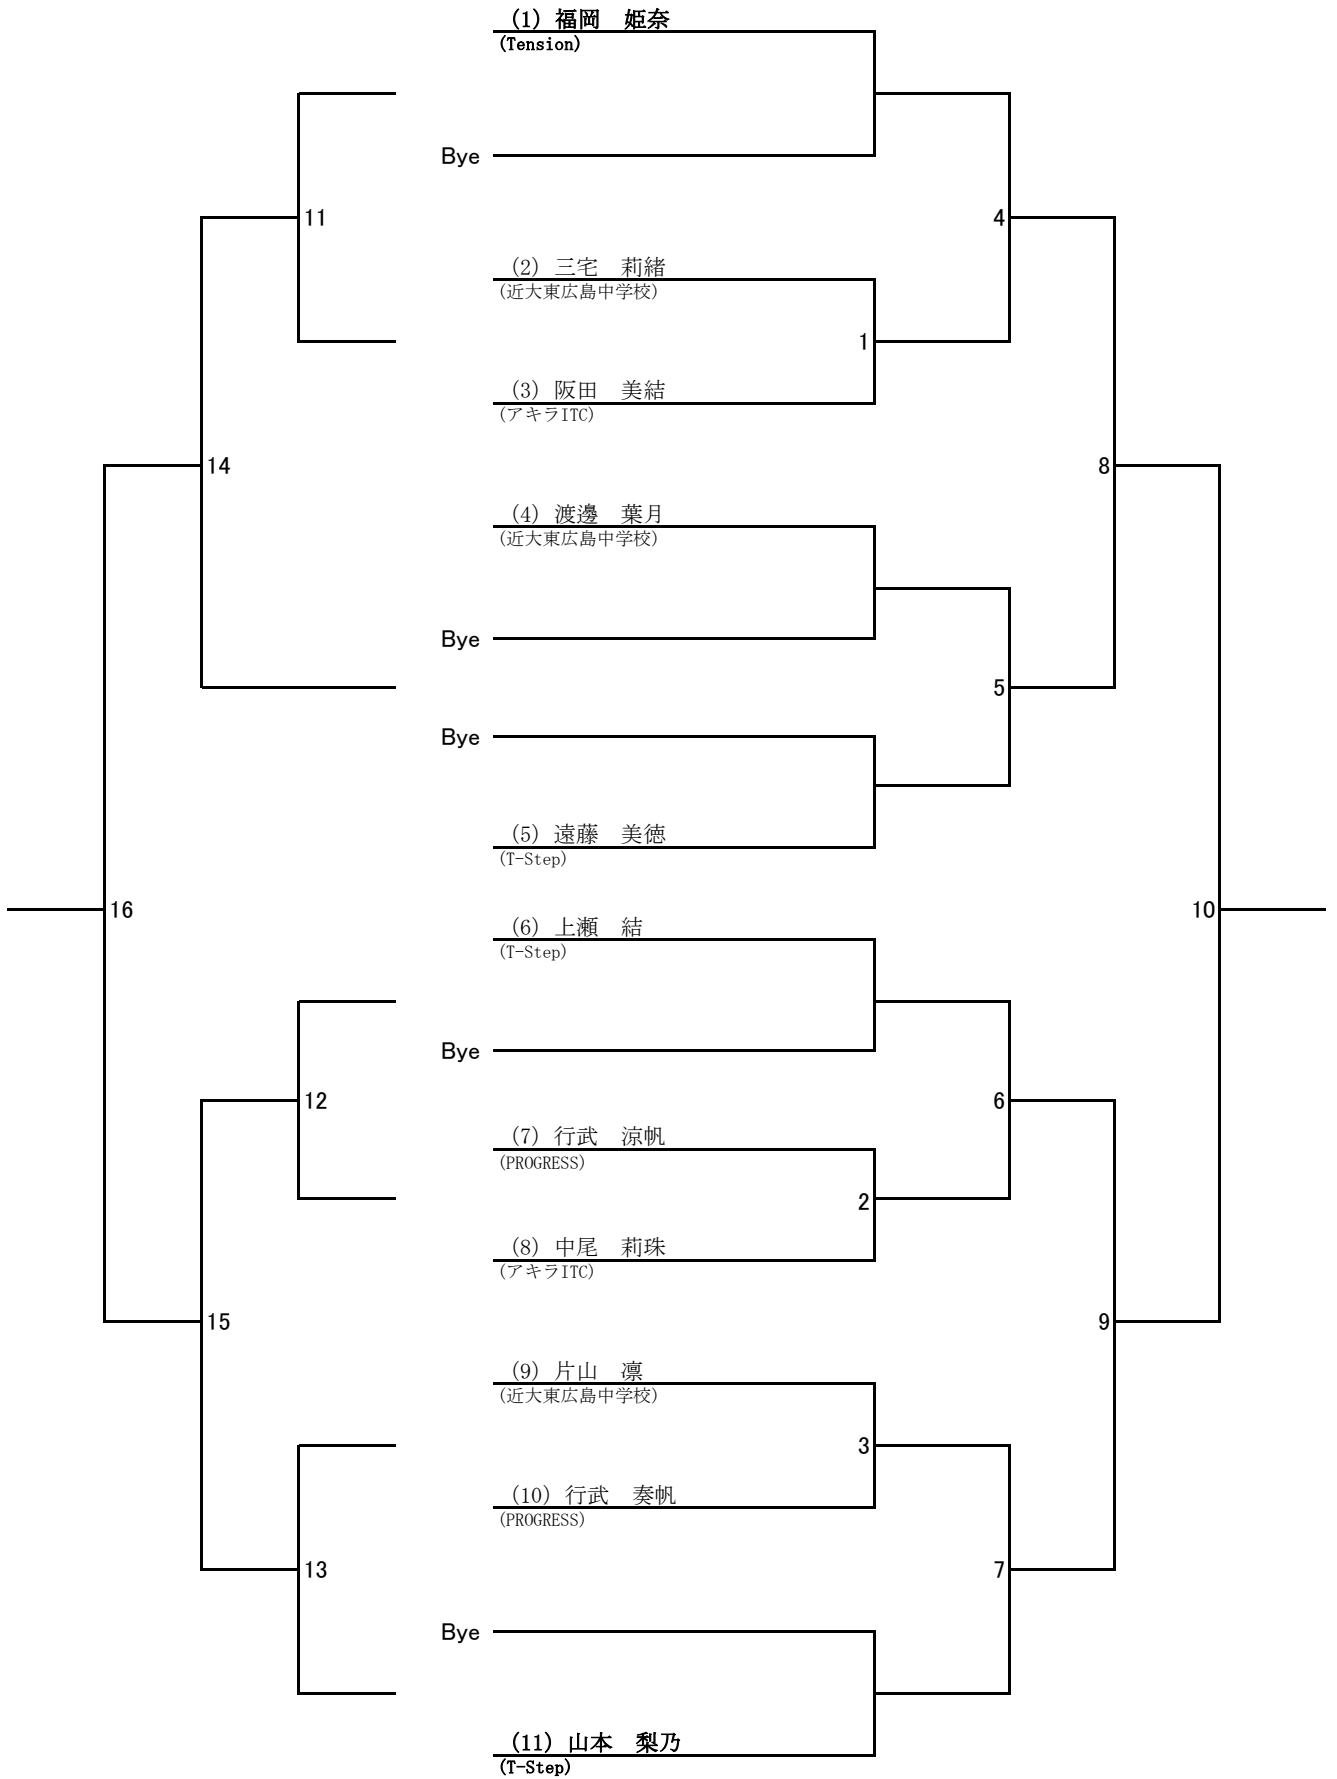 (1) 福岡　姫奈
(Tension)
Bye
11
4
(2) 三宅　莉緒
(近大東広島中学校)
1
(3) 阪田　美結
(アキラITC)
14
8
(4) 渡邊　葉月
(近大東広島中学校)
Bye
5
Bye
(5) 遠藤　美徳
(T-Step)
16
10
(6) 上瀬　結
(T-Step)
Bye
12
6
(7) 行武　涼帆
(PROGRESS)
2
(8) 中尾　莉珠
(アキラITC)
15
9
(9) 片山　凛
(近大東広島中学校)
3
(10) 行武　奏帆
(PROGRESS)
13
7
Bye
(11) 山本　梨乃
(T-Step)